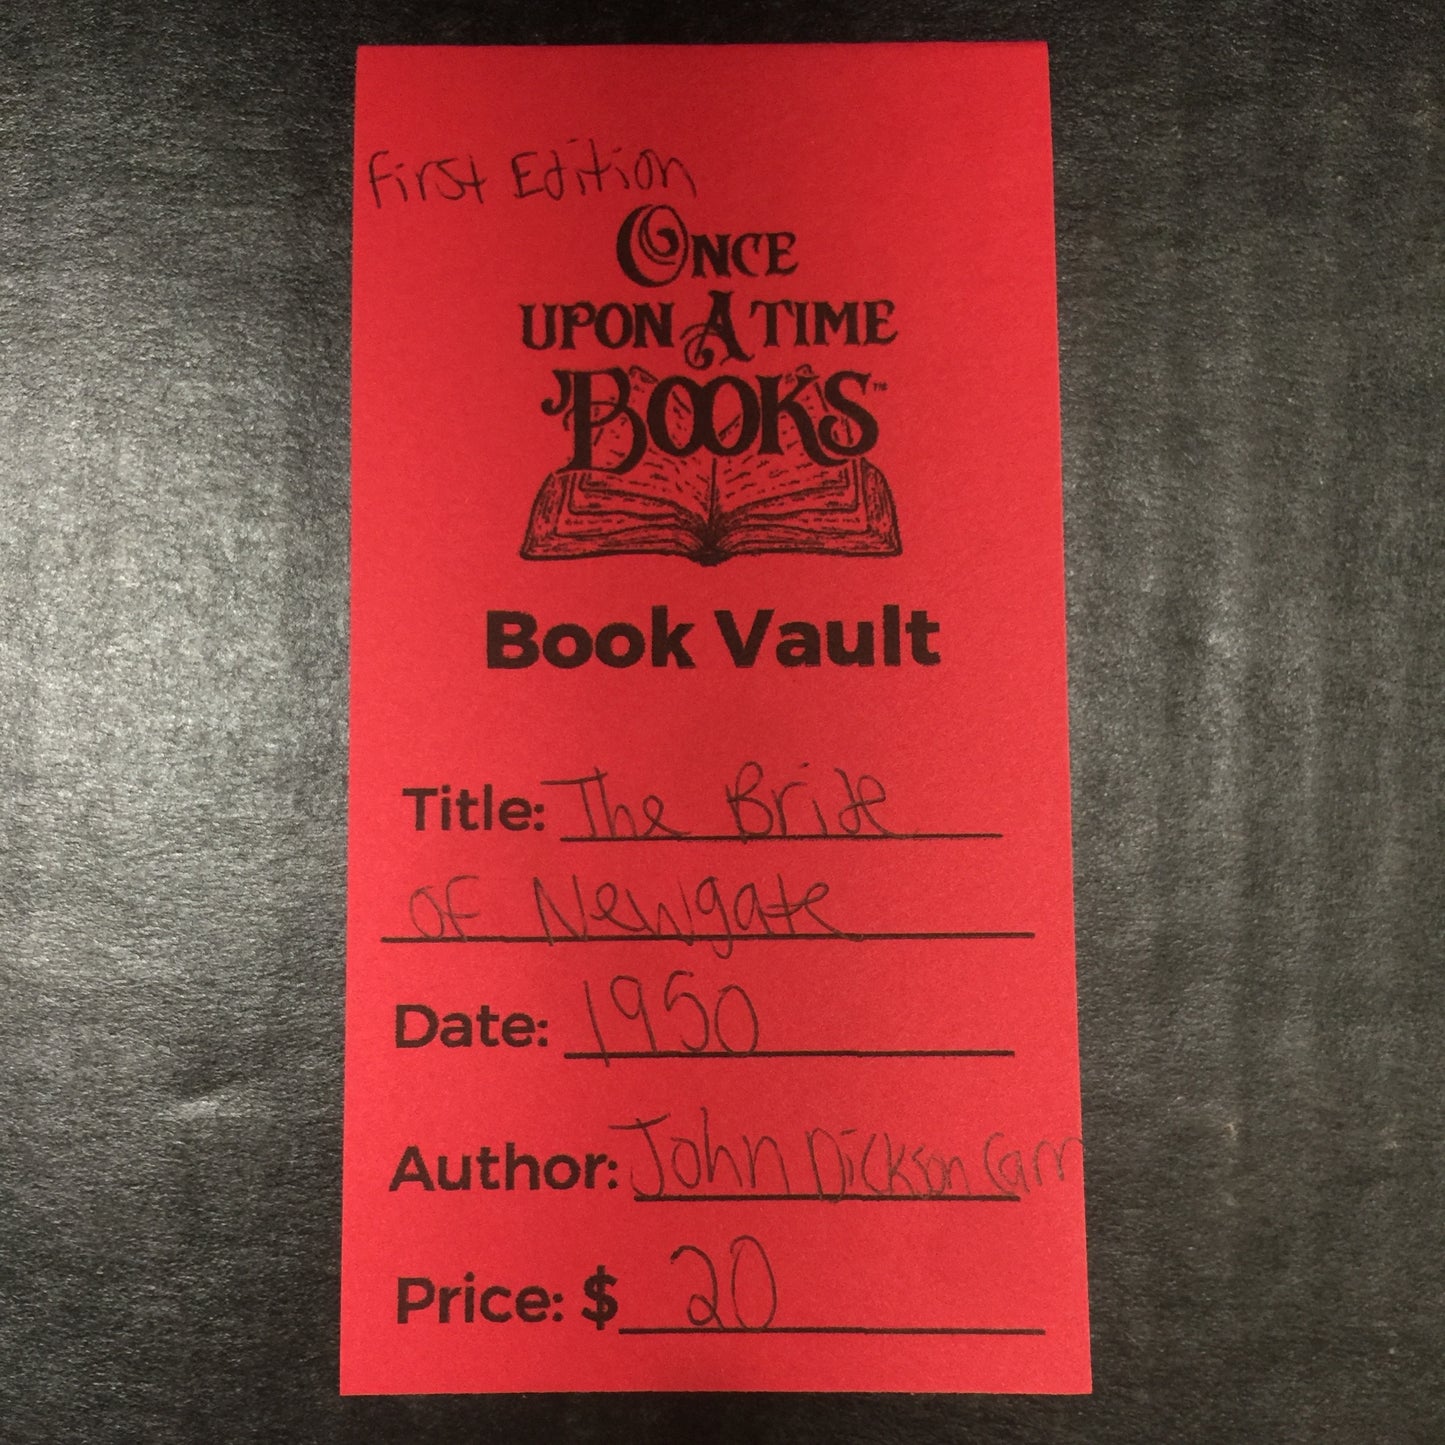 First Edition
ONCE
UPON A TIME
BOOKS™
Book Vault
Title: The Bride
of Newgate
Date: 1950
Author: John Dickson Carr
Price: $ 20